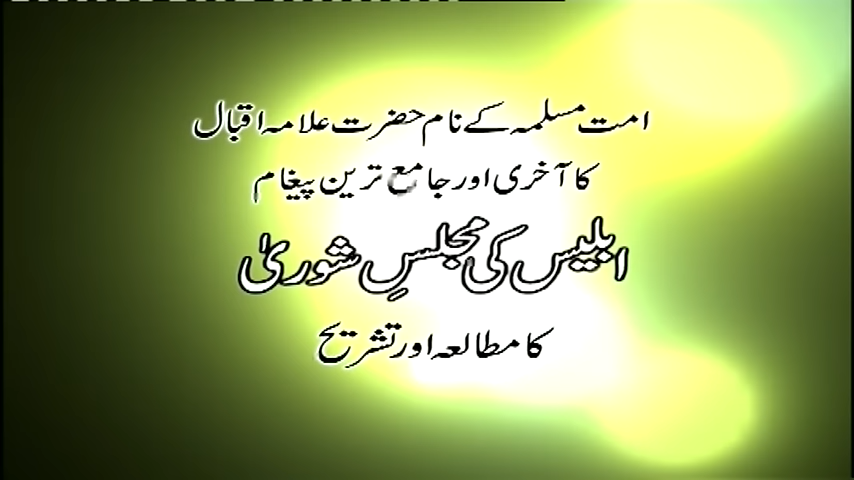 امت مسلمہ کے نام حضرت علامہ اقبال
کا آخری اور جامع ترین پیغام
ابلیس کی مجلسِ شوریٰ
کا مطالعہ اور تشریح